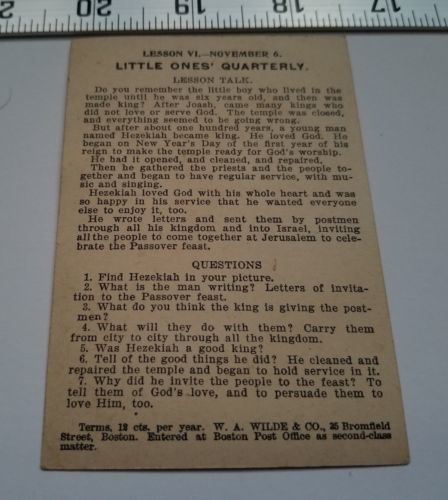 20 19 18 17
LESSON VI.—NOVEMBER 6.
LITTLE ONES' QUARTERLY.
LESSON TALK.
Do you remember the little boy who lived in the
temple until he was six years old, and then was
made king? After Joash, came many kings who
did not love or serve God. The temple was closed,
and everything seemed to be going wrong.
But after about one hundred years, a young man
named Hezekiah became king. He loved God. He
began on New Year's Day of the first year of his
reign to make the temple ready for God's worship.
He had it opened, and cleaned, and repaired.
Then he gathered the priests and the people to-
gether and began to have regular service, with mu-
sic and singing.
Hezekiah loved God with his whole heart and was
so happy in his service that he wanted everyone
else to enjoy it, too.
He wrote letters and sent them by postmen
through all his kingdom and into Israel, inviting
all the people to come together at Jerusalem to cele-
brate the Passover feast.
QUESTIONS
1. Find Hezekiah in your picture.
2. What is the man writing? Letters of invita-
tion to the Passover feast.
3. What do you think the king is giving the post-
men?
4. What will they do with them? Carry them
from city to city through all the kingdom.
5. Was Hezekiah a good king?
6. Tell of the good things he did? He cleaned and
repaired the temple and began to hold service in it.
7. Why did he invite the people to the feast? To
tell them of God's love, and to persuade them to
love Him, too.
Terms, 12 cts. per year. W. A. WILDE & CO., 25 Bromfield
Street, Boston. Entered at Boston Post Office as second-class
matter.